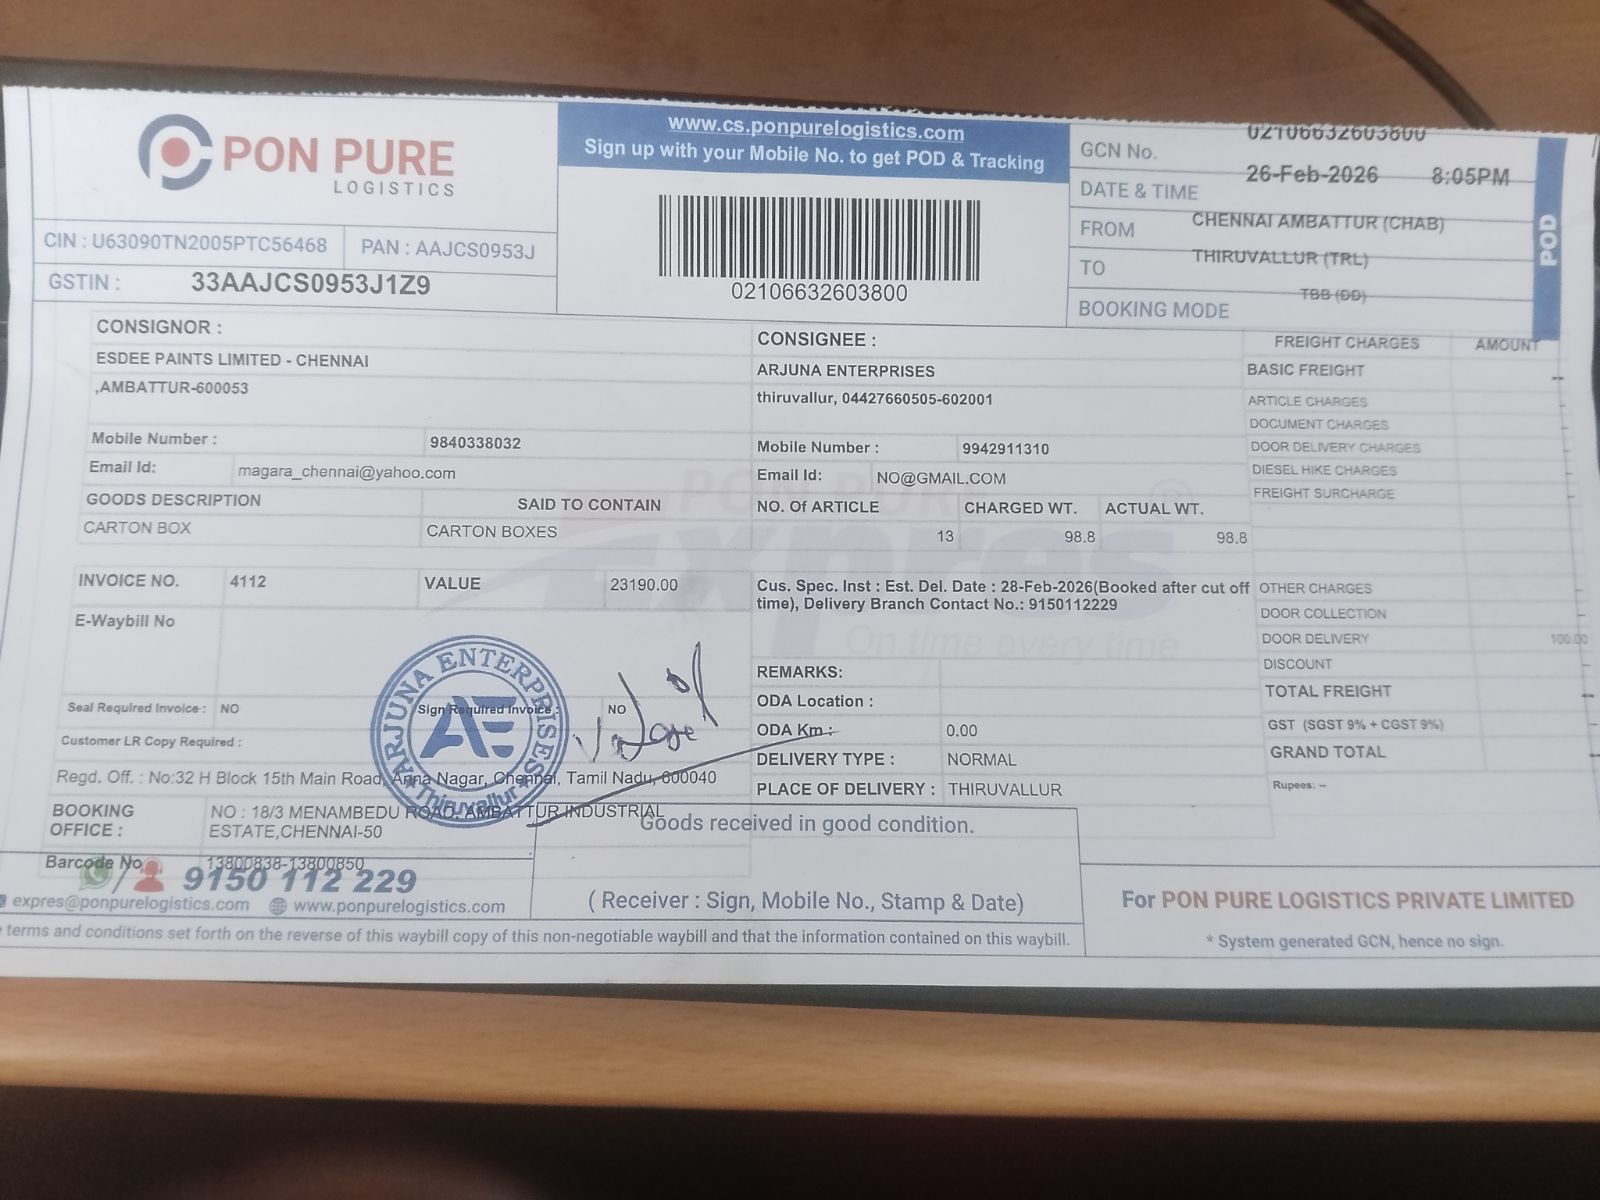 PON PURE
LOGISTICS
www.cs.ponpurelogistics.com
Sign up with your Mobile No. to get POD & Tracking
02106632603800
CIN : U63090TN2005PTC56468
PAN : AAJCS0953J
GSTIN : 33AAJCS0953J1Z9
GCN No. 02106632603800
DATE & TIME 26-Feb-2026 8:05PM
FROM CHENNAI AMBATTUR (CHAB)
TO THIRUVALLUR (TRL)
BOOKING MODE TBB (DD)
POD
CONSIGNOR :
ESDEE PAINTS LIMITED - CHENNAI
,AMBATTUR-600053
Mobile Number : 9840338032
Email Id: magara_chennai@yahoo.com
CONSIGNEE :
ARJUNA ENTERPRISES
thiruvallur, 04427660505-602001
Mobile Number : 9942911310
Email Id: NO@GMAIL.COM
GOODS DESCRIPTION SAID TO CONTAIN NO. Of ARTICLE CHARGED WT. ACTUAL WT.
CARTON BOX CARTON BOXES 13 98.8 98.8
PON PURE
Expres
On time every time
INVOICE NO. 4112 VALUE 23190.00
E-Waybill No
Cus. Spec. Inst : Est. Del. Date : 28-Feb-2026(Booked after cut off
time), Delivery Branch Contact No.: 9150112229
REMARKS:
ODA Location :
ODA Km : 0.00
DELIVERY TYPE : NORMAL
PLACE OF DELIVERY : THIRUVALLUR
Seal Required Invoice : NO Sign Required Invoice : NO
Customer LR Copy Required :
Regd. Off. : No:32 H Block 15th Main Road, Anna Nagar, Chennai, Tamil Nadu, 600040
BOOKING OFFICE : NO : 18/3 MENAMBEDU ROAD, AMBATTUR INDUSTRIAL
ESTATE,CHENNAI-50
Barcode No 13800838-13800850
ARJUNA ENTERPRISES
AE
Thiruvallur
FREIGHT CHARGES AMOUNT
BASIC FREIGHT --
ARTICLE CHARGES -
DOCUMENT CHARGES -
DOOR DELIVERY CHARGES -
DIESEL HIKE CHARGES -
FREIGHT SURCHARGE -
OTHER CHARGES -
DOOR COLLECTION -
DOOR DELIVERY 100.00
DISCOUNT -
TOTAL FREIGHT --
GST (SGST 9% + CGST 9%) -
GRAND TOTAL --
Rupees: --
9150 112 229
expres@ponpurelogistics.com www.ponpurelogistics.com
Goods received in good condition.
( Receiver : Sign, Mobile No., Stamp & Date)
For PON PURE LOGISTICS PRIVATE LIMITED
* System generated GCN, hence no sign.
terms and conditions set forth on the reverse of this waybill copy of this non-negotiable waybill and that the information contained on this waybill.